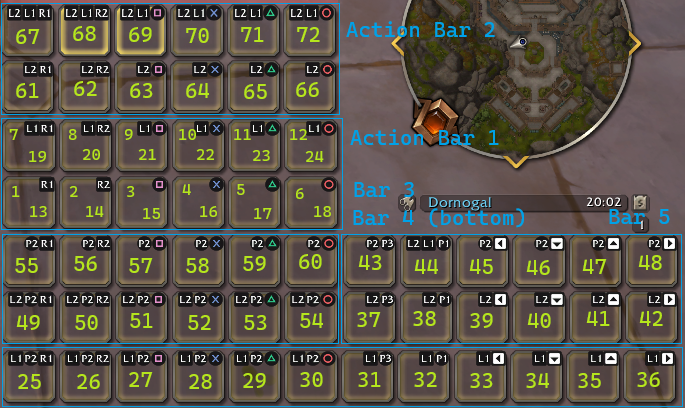 L2 L1 R1 L2 L1 R2 L2 L1 L2 L1 L2 L1 L2 L1
67 68 69 70 71 72 Action Bar 2
L2 R1 L2 R2 L2 L2 L2 L2
61 62 63 64 65 66
7 L1 R1 8 L1 R2 9 L1 10 L1 11 L1 12 L1 Action Bar 1
19 20 21 22 23 24
1 R1 2 R2 3 4 5 6 Bar 3
13 14 15 16 17 18
Dornogal 20:02
Bar 4 (bottom) Bar 5
1
P2 R1 P2 R2 P2 P2 P2 P2 P2 P3 L2 L1 P1 P2 P2 P2 P2
55 56 57 58 59 60 43 44 45 46 47 48
L2 P2 R1 L2 P2 R2 L2 P2 L2 P2 L2 P2 L2 P2 L2 P3 L2 P1 L2 L2 L2 L2
49 50 51 52 53 54 37 38 39 40 41 42
L1 P2 R1 L1 P2 R2 L1 P2 L1 P2 L1 P2 L1 P2 L1 P3 L1 P1 L1 L1 L1 L1
25 26 27 28 29 30 31 32 33 34 35 36